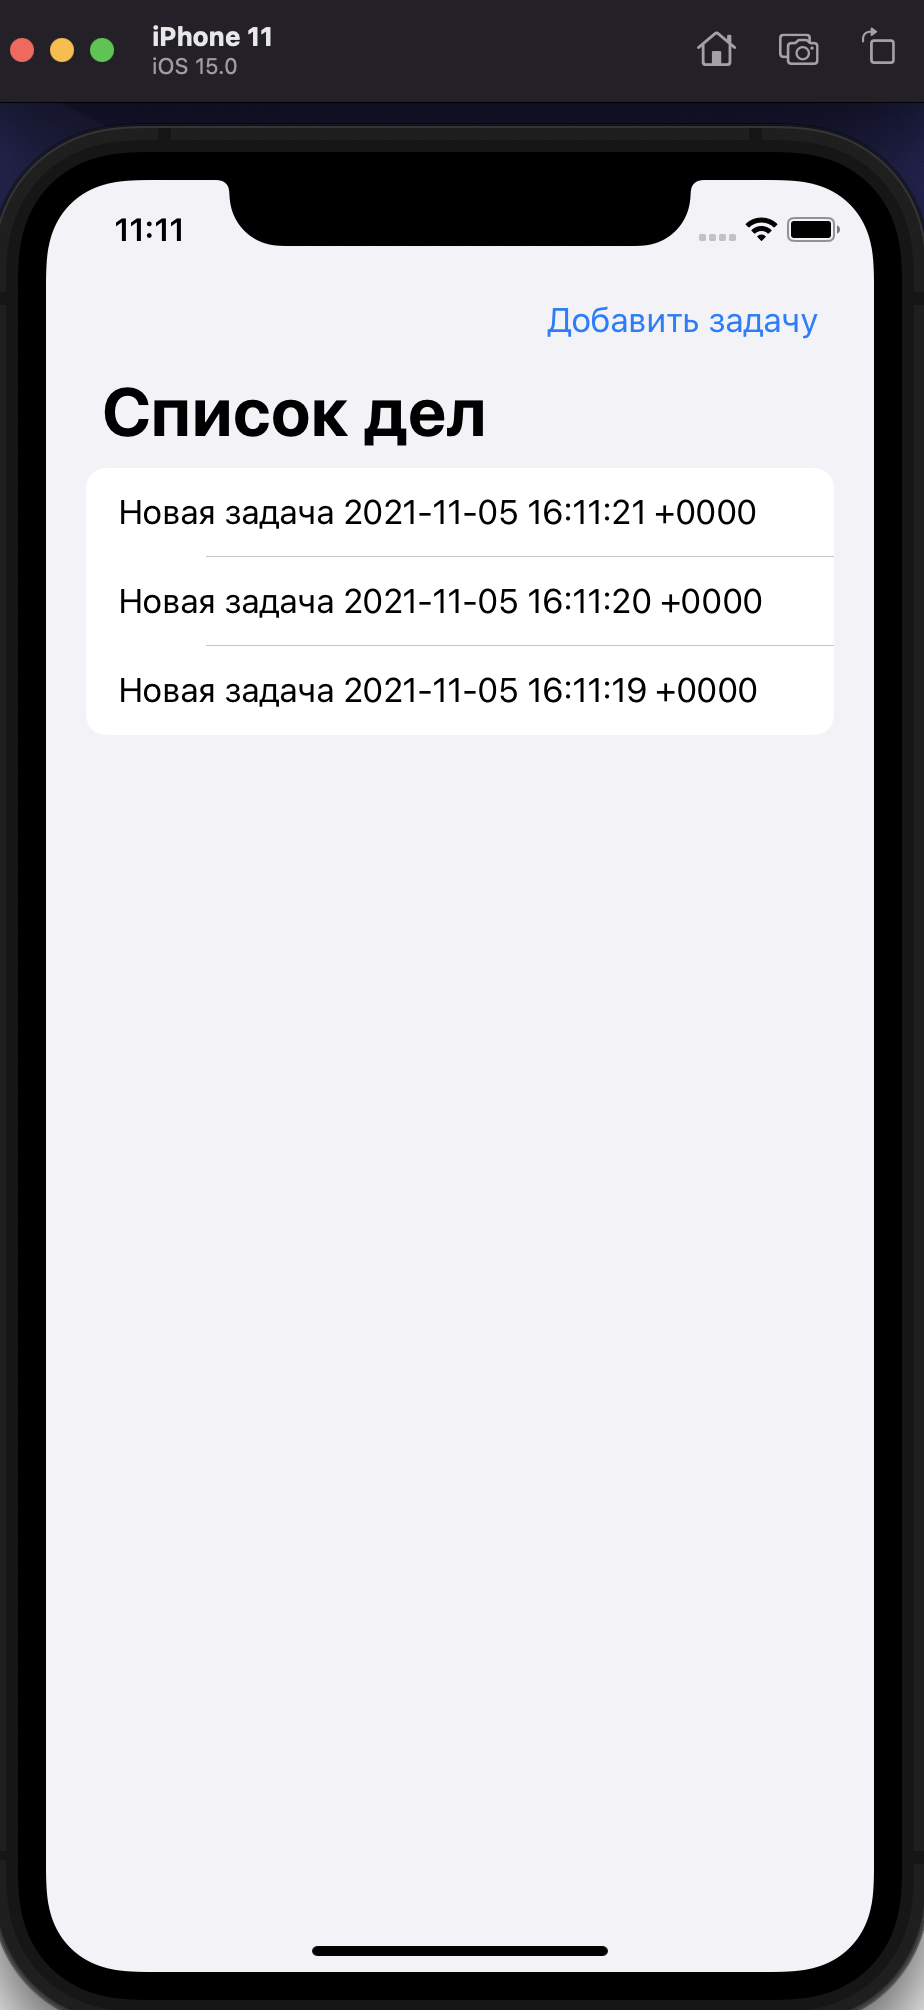 iPhone 11
iOS 15.0
11:11
Добавить задачу
Список дел
Новая задача 2021-11-05 16:11:21 +0000
Новая задача 2021-11-05 16:11:20 +0000
Новая задача 2021-11-05 16:11:19 +0000